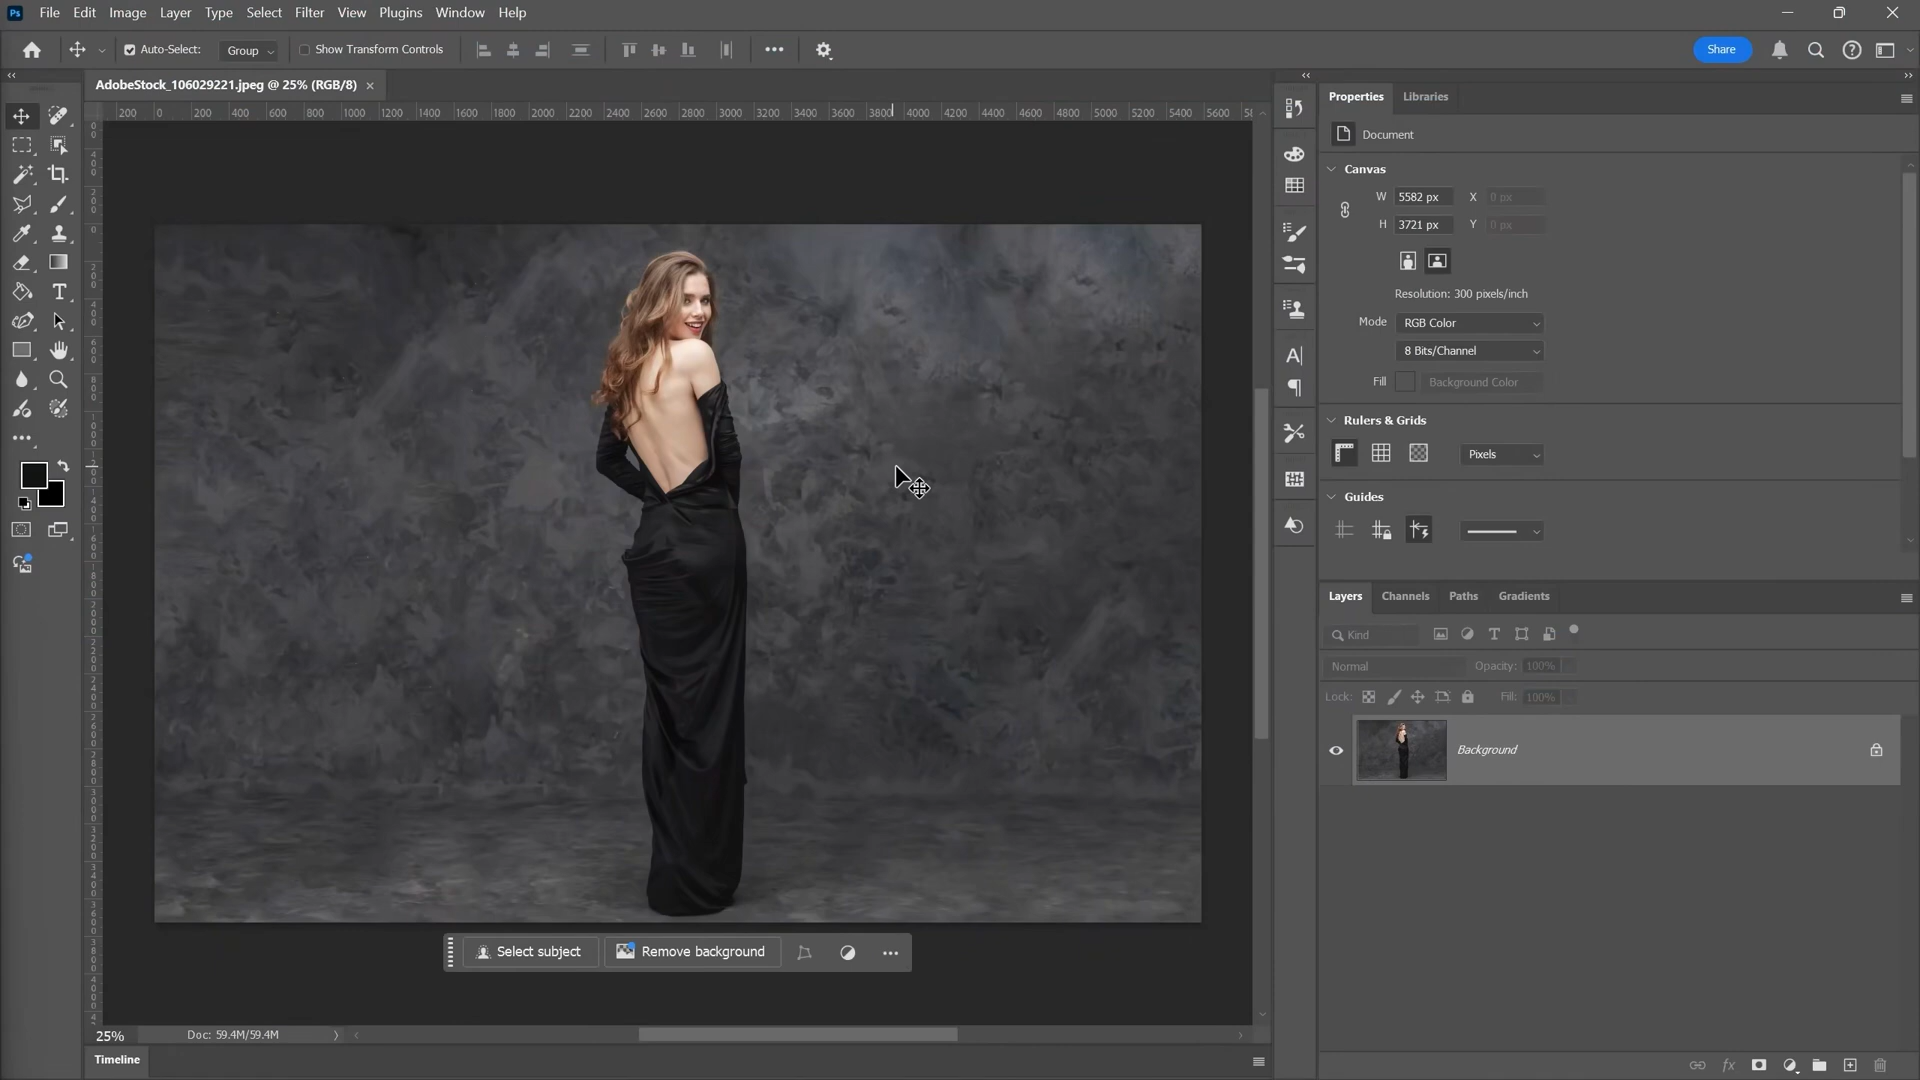 Ps File Edit Image Layer Type Select Filter View Plugins Window Help
Auto-Select: Group Show Transform Controls Share
AdobeStock_106029221.jpeg @ 25% (RGB/8)
200 0 200 400 600 800 1000 1200 1400 1600 1800 2000 2200 2400 2600 2800 3000 3200 3400 3600 3800 4000 4200 4400 4600 4800 5000 5200 5400 5600
Properties Libraries
Document
Canvas
W 5582 px X 0 px
H 3721 px Y 0 px
Resolution: 300 pixels/inch
Mode RGB Color
8 Bits/Channel
Fill Background Color
Rulers & Grids
Pixels
Guides
Layers Channels Paths Gradients
Kind
Normal Opacity: 100%
Lock: Fill: 100%
Background
Select subject Remove background
25% Doc: 59.4M/59.4M
Timeline